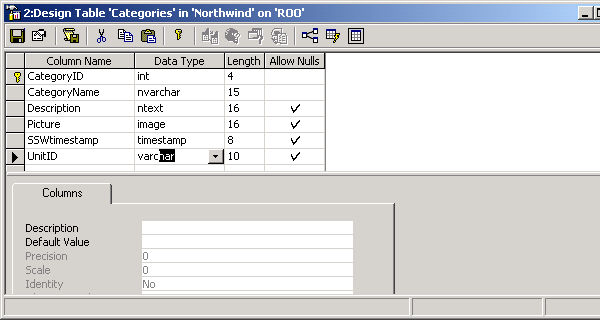 2:Design Table 'Categories' in 'Northwind' on 'ROO'
Column Name Data Type Length Allow Nulls
CategoryID int 4
CategoryName nvarchar 15
Description ntext 16
Picture image 16
SSWtimestamp timestamp 8
UnitID varchar 10
Columns
Description
Default Value
Precision 0
Scale 0
Identity No